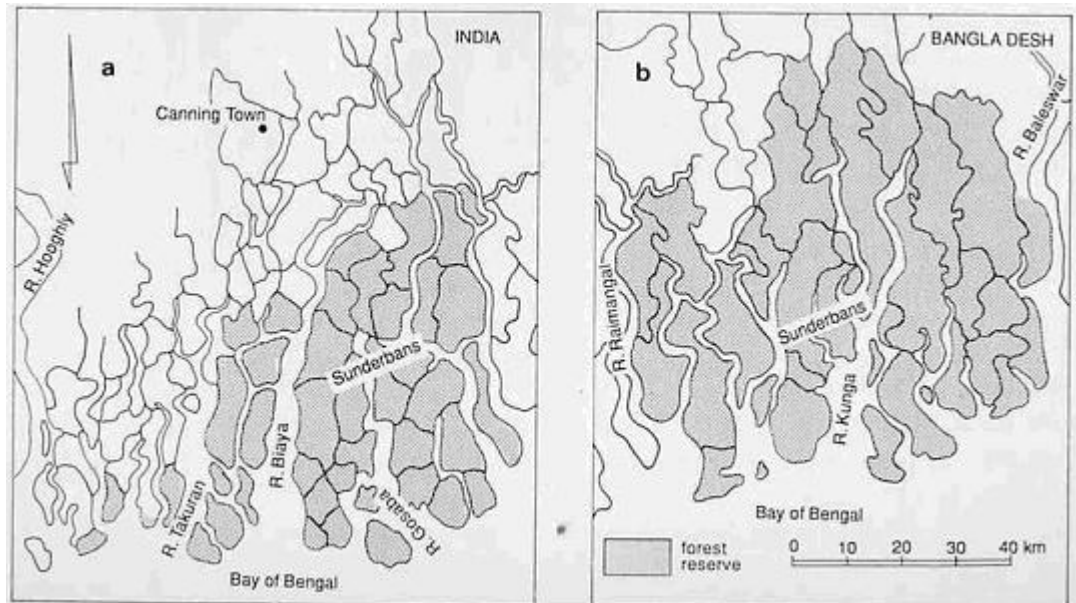 a
INDIA
Canning Town
R. Hooghly
Sunderbans
R. Biaya
R. Takuran
R. Gosaba
Bay of Bengal
b
BANGLA DESH
R. Baleswar
R. Raimangal
Sunderbans
R. Kunga
Bay of Bengal
forest
reserve
0 10 20 30 40 km